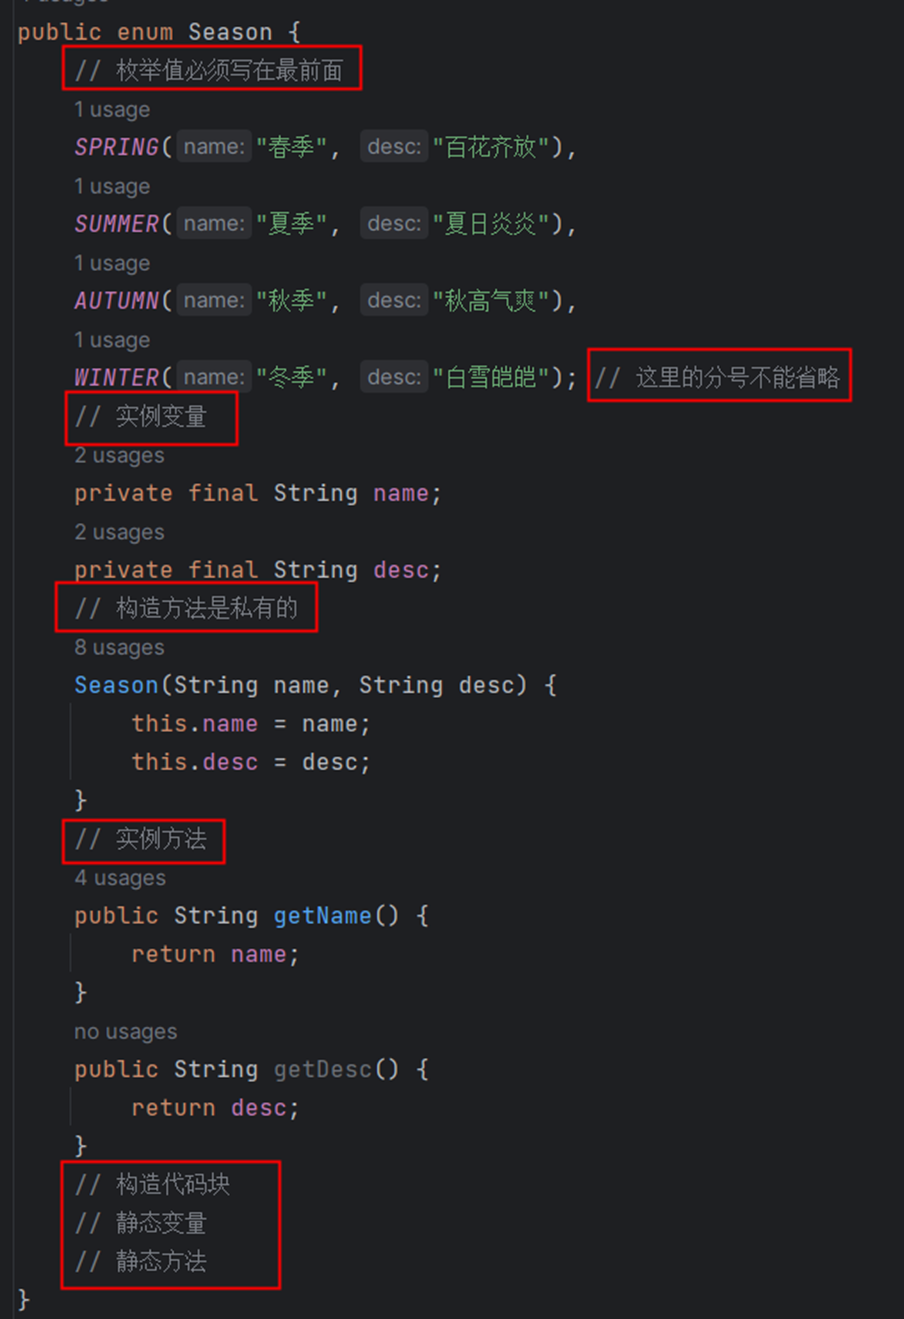 public enum Season {
// 枚举值必须写在最前面
1 usage
SPRING( name: "春季", desc: "百花齐放"),
1 usage
SUMMER( name: "夏季", desc: "夏日炎炎"),
1 usage
AUTUMN( name: "秋季", desc: "秋高气爽"),
1 usage
WINTER( name: "冬季", desc: "白雪皑皑"); // 这里的分号不能省略
// 实例变量
2 usages
private final String name;
2 usages
private final String desc;
// 构造方法是私有的
8 usages
Season(String name, String desc) {
this.name = name;
this.desc = desc;
}
// 实例方法
4 usages
public String getName() {
return name;
}
no usages
public String getDesc() {
return desc;
}
// 构造代码块
// 静态变量
// 静态方法
}